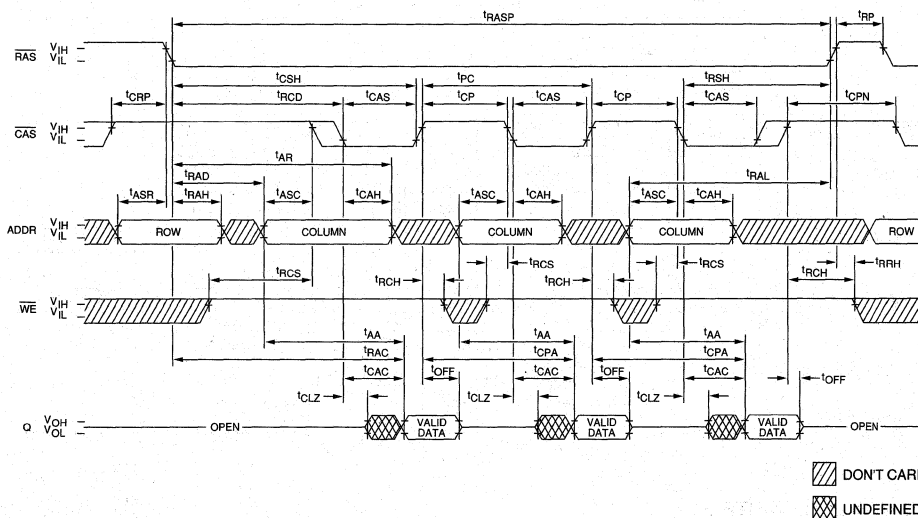 tRASP tRP
RAS VIH VIL
tCSH tPC tRSH
tCRP tRCD tCAS tCP tCAS tCP tCAS tCPN
CAS VIH VIL
tAR
tRAD tRAL
tASR tRAH tASC tCAH tASC tCAH tASC tCAH
ADDR VIH VIL ROW COLUMN COLUMN COLUMN ROW
tRCS tRCH tRCS tRCH tRCS tRCH tRRH
WE VIH VIL
tAA tAA tAA
tRAC tCPA tCPA
tCAC tOFF tCAC tOFF tCAC tOFF
tCLZ tCLZ tCLZ
Q VOH VOL OPEN VALID DATA VALID DATA VALID DATA OPEN
DON'T CARE
UNDEFINED